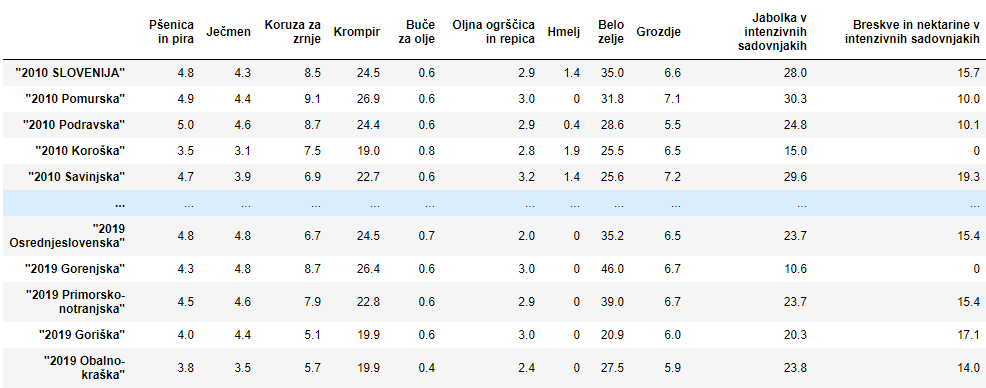 Pšenica in pira Ječmen Koruza za zrnje Krompir Buče za olje Oljna ogrščica in repica Hmelj Belo zelje Grozdje Jabolka v intenzivnih sadovnjakih Breskve in nektarine v intenzivnih sadovnjakih
"2010 SLOVENIJA" 4.8 4.3 8.5 24.5 0.6 2.9 1.4 35.0 6.6 28.0 15.7
"2010 Pomurska" 4.9 4.4 9.1 26.9 0.6 3.0 0 31.8 7.1 30.3 10.0
"2010 Podravska" 5.0 4.6 8.7 24.4 0.6 2.9 0.4 28.6 5.5 24.8 10.1
"2010 Koroška" 3.5 3.1 7.5 19.0 0.8 2.8 1.9 25.5 6.5 15.0 0
"2010 Savinjska" 4.7 3.9 6.9 22.7 0.6 3.2 1.4 25.6 7.2 29.6 19.3
... ... ... ... ... ... ... ... ... ... ... ...
"2019 Osrednjeslovenska" 4.8 4.8 6.7 24.5 0.7 2.0 0 35.2 6.5 23.7 15.4
"2019 Gorenjska" 4.3 4.8 8.7 26.4 0.6 3.0 0 46.0 6.7 10.6 0
"2019 Primorsko-notranjska" 4.5 4.6 7.9 22.8 0.6 2.9 0 39.0 6.7 23.7 15.4
"2019 Goriška" 4.0 4.4 5.1 19.9 0.6 3.0 0 20.9 6.0 20.3 17.1
"2019 Obalno-kraška" 3.8 3.5 5.7 19.9 0.4 2.4 0 27.5 5.9 23.8 14.0